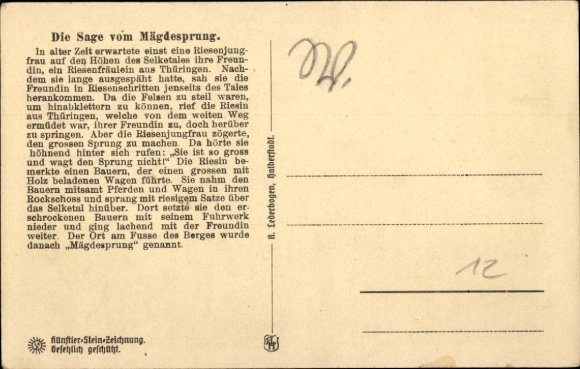 Die Sage vom Mägdesprung.
In alter Zeit erwartete einst eine Riesenjung-
frau auf den Höhen des Selketales ihre Freun-
din, ein Riesenfräulein aus Thüringen. Nach-
dem sie lange ausgespäht hatte, sah sie die
Freundin in Riesenschritten jenseits des Tales
herankommen. Da die Felsen zu steil waren,
um hinabklettern zu können, rief die Riesin
aus Thüringen, welche von dem weiten Weg
ermüdet war, ihrer Freundin zu, doch herüber
zu springen. Aber die Riesenjungfrau zögerte,
den grossen Sprung zu machen. Da hörte sie
höhnend hinter sich rufen: „Sie ist so gross
und wagt den Sprung nicht!“ Die Riesin be-
merkte einen Bauern, der einen grossen mit
Holz beladenen Wagen führte. Sie nahm den
Bauern mitsamt Pferden und Wagen in ihren
Rockschoss und sprang mit riesigem Satze über
das Selketal hinüber. Dort setzte sie den er-
schrockenen Bauern mit seinem Fuhrwerk
nieder und ging lachend mit der Freundin
weiter. Der Ort am Fusse des Berges wurde
danach „Mägdesprung“ genannt.
Künstler-Stein-Zeichnung.
Gesetzlich geschützt.
R. Lederbogen, Halberstadt.
W.
12